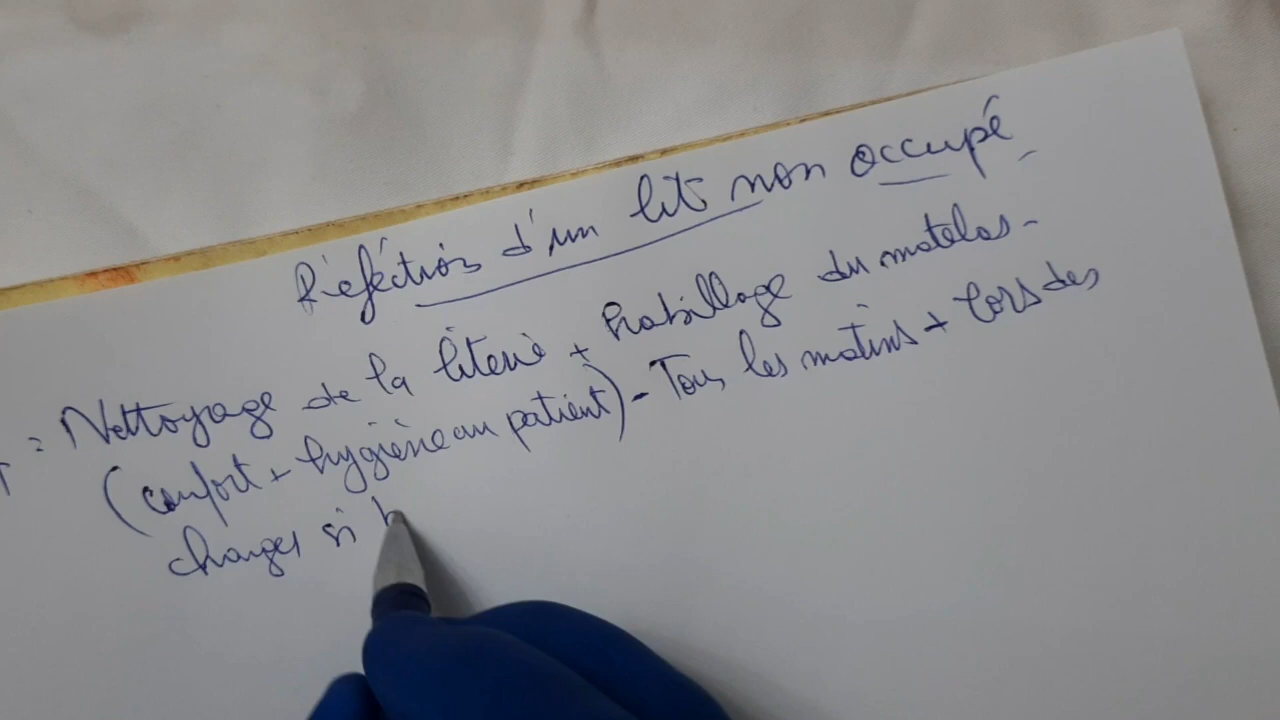 Réfection d'un lit non occupé
= Nettoyage de la literie + habillage du matelas -
(confort + hygiène au patient) - Tous les matins + lors des
changes si b